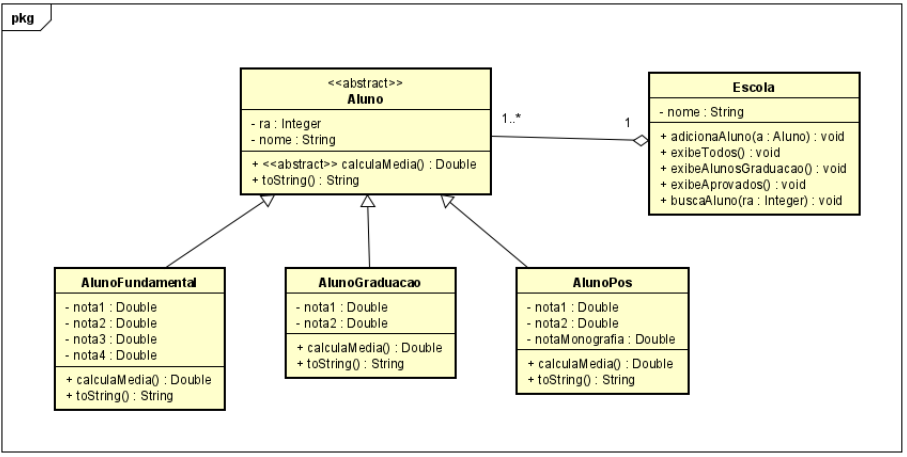 pkg
<<abstract>>
Aluno
- ra : Integer
- nome : String
+ <<abstract>> calculaMedia() : Double
+ toString() : String
1..*
1
Escola
- nome : String
+ adicionaAluno(a : Aluno) : void
+ exibeTodos() : void
+ exibeAlunosGraduacao() : void
+ exibeAprovados() : void
+ buscaAluno(ra : Integer) : void
AlunoFundamental
- nota1 : Double
- nota2 : Double
- nota3 : Double
- nota4 : Double
+ calculaMedia() : Double
+ toString() : String
AlunoGraduacao
- nota1 : Double
- nota2 : Double
+ calculaMedia() : Double
+ toString() : String
AlunoPos
- nota1 : Double
- nota2 : Double
- notaMonografia : Double
+ calculaMedia() : Double
+ toString() : String